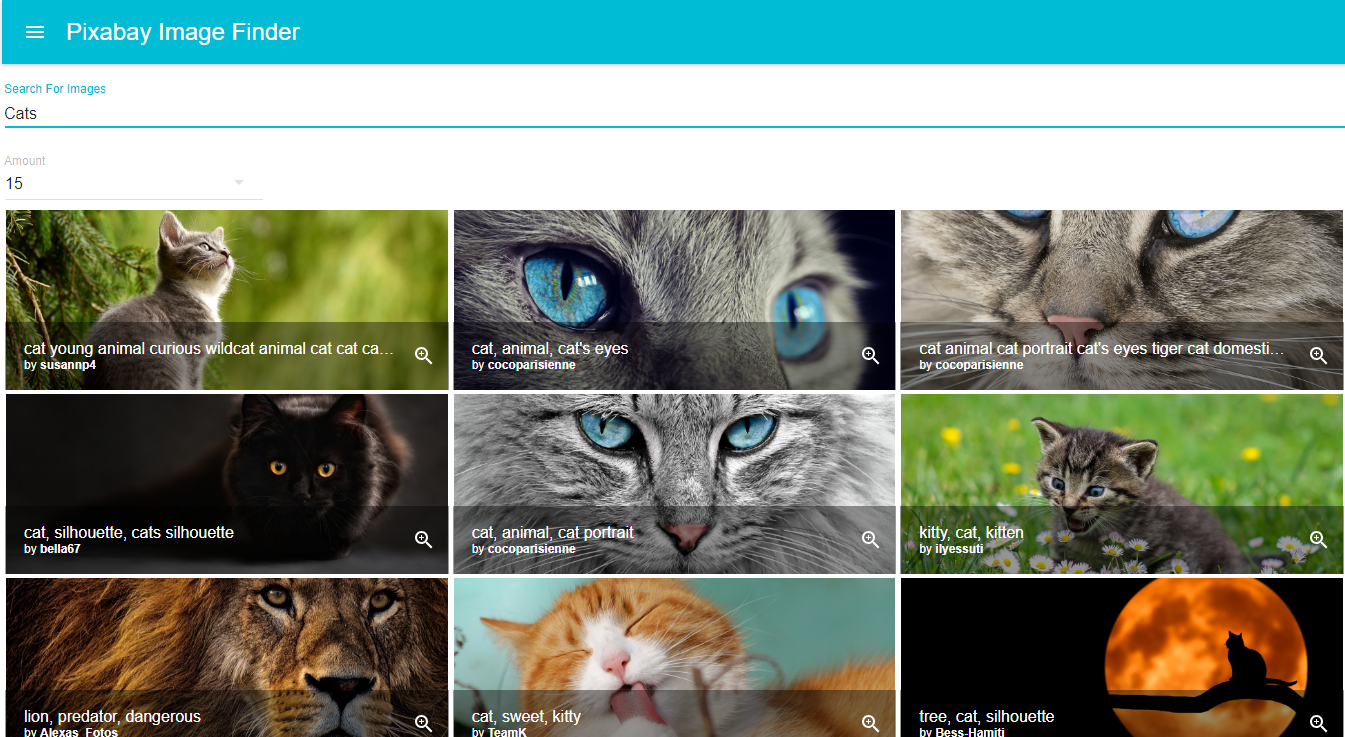 Pixabay Image Finder
Search For Images
Cats
Amount
15
cat young animal curious wildcat animal cat cat ca...
by susannp4
cat, animal, cat's eyes
by cocoparisienne
cat animal cat portrait cat's eyes tiger cat domesti...
by cocoparisienne
cat, silhouette, cats silhouette
by bella67
cat, animal, cat portrait
by cocoparisienne
kitty, cat, kitten
by ilyessuti
lion, predator, dangerous
by Alexas_Fotos
cat, sweet, kitty
by TeamK
tree, cat, silhouette
by Bess-Hamiti